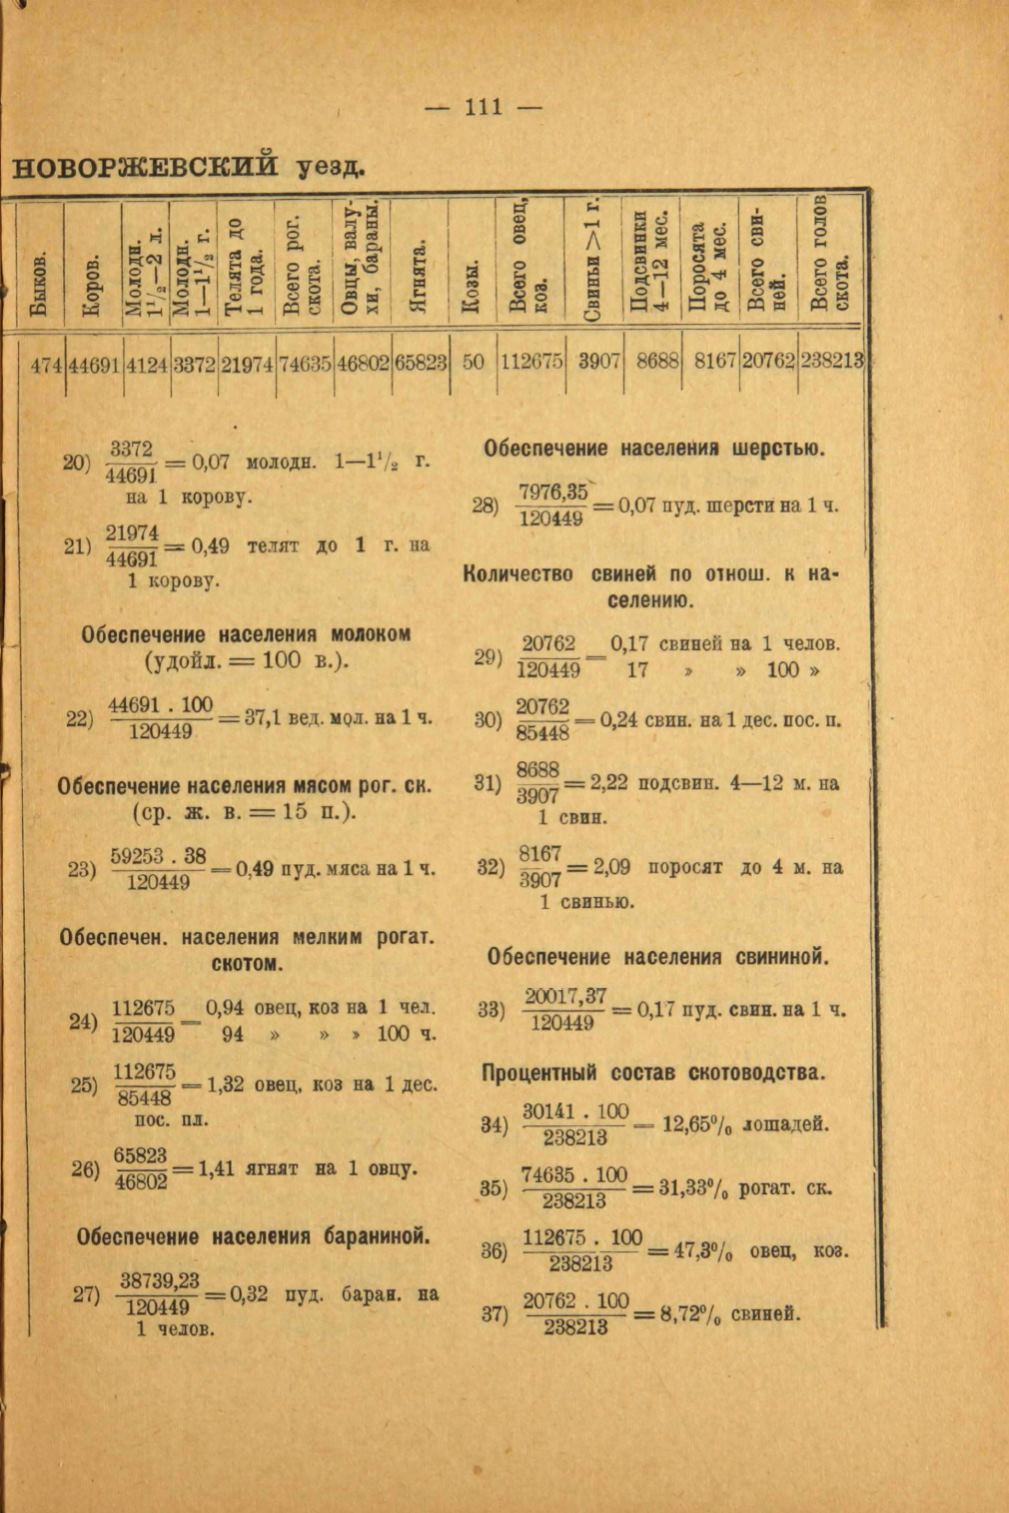 — 111 —
НОВОРЖЕВСКИЙ уезд.
Быков. | Коров. | Молодн. 1½—2 л. | Молодн. 1—1½ г. | Телята до 1 года. | Всего рог. скота. | Овцы, валухи, бараны. | Ягнята. | Козы. | Всего овец, коз. | Свиньи >1 г. | Подсвинки 4—12 мес. | Поросята до 4 мес. | Всего свиней. | Всего голов скота.
474 | 44691 | 4124 | 3372 | 21974 | 74635 | 46802 | 65823 | 50 | 112675 | 3907 | 8688 | 8167 | 20762 | 238213
20) 3372/44691 = 0,07 молодн. 1—1½ г.
на 1 корову.
21) 21974/44691 = 0,49 телят до 1 г. на
1 корову.
Обеспечение населения молоком
(удойл. = 100 в.).
22) 44691 . 100/120449 = 37,1 вед. мол. на 1 ч.
Обеспечение населения мясом рог. ск.
(ср. ж. в. = 15 п.).
23) 59253 . 38/120449 = 0,49 пуд. мяса на 1 ч.
Обеспечен. населения мелким рогат.
скотом.
24) 112675/120449 = 0,94 овец, коз на 1 чел.
94 » » » 100 ч.
25) 112675/85448 = 1,32 овец, коз на 1 дес.
пос. пл.
26) 65823/46802 = 1,41 ягнят на 1 овцу.
Обеспечение населения бараниной.
27) 38739,23/120449 = 0,32 пуд. баран. на
1 челов.
Обеспечение населения шерстью.
28) 7976,35/120449 = 0,07 пуд. шерсти на 1 ч.
Количество свиней по отнош. к на-
селению.
29) 20762/120449 = 0,17 свиней на 1 челов.
17 » » 100 »
30) 20762/85448 = 0,24 свин. на 1 дес. пос. п.
31) 8688/3907 = 2,22 подсвин. 4—12 м. на
1 свин.
32) 8167/3907 = 2,09 поросят до 4 м. на
1 свинью.
Обеспечение населения свининой.
33) 20017,37/120449 = 0,17 пуд. свин. на 1 ч.
Процентный состав скотоводства.
34) 30141 . 100/238213 = 12,65% лошадей.
35) 74635 . 100/238213 = 31,33% рогат. ск.
36) 112675 . 100/238213 = 47,3% овец, коз.
37) 20762 . 100/238213 = 8,72% свиней.